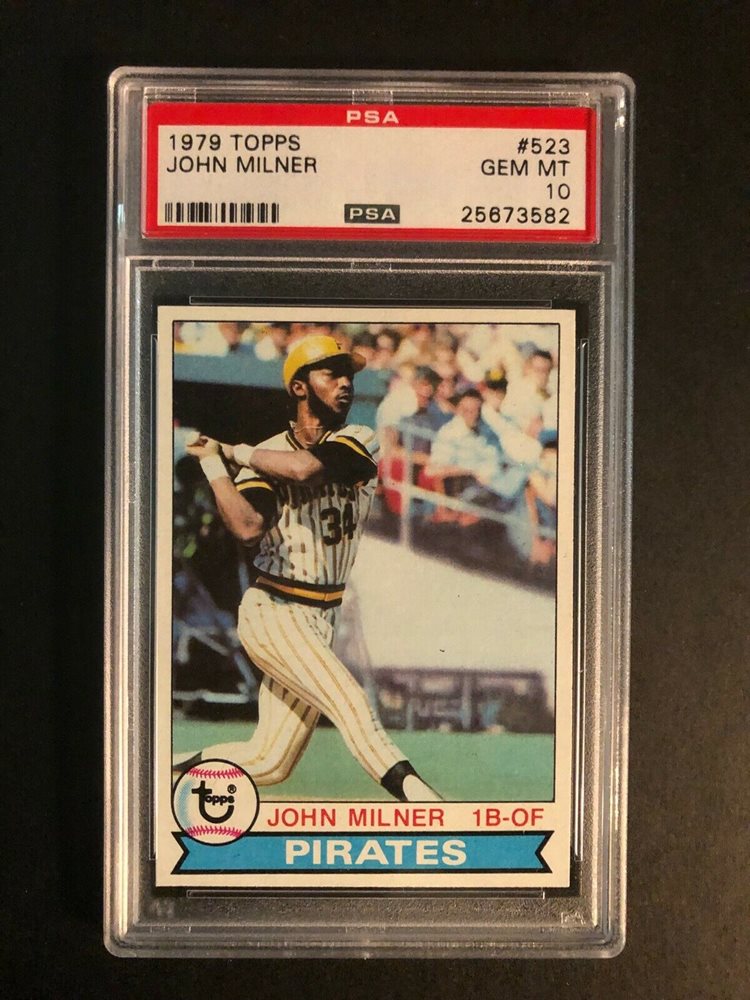 PSA
1979 TOPPS #523
JOHN MILNER GEM MT
10
PSA 25673582
34
topps®
JOHN MILNER 1B-OF
PIRATES